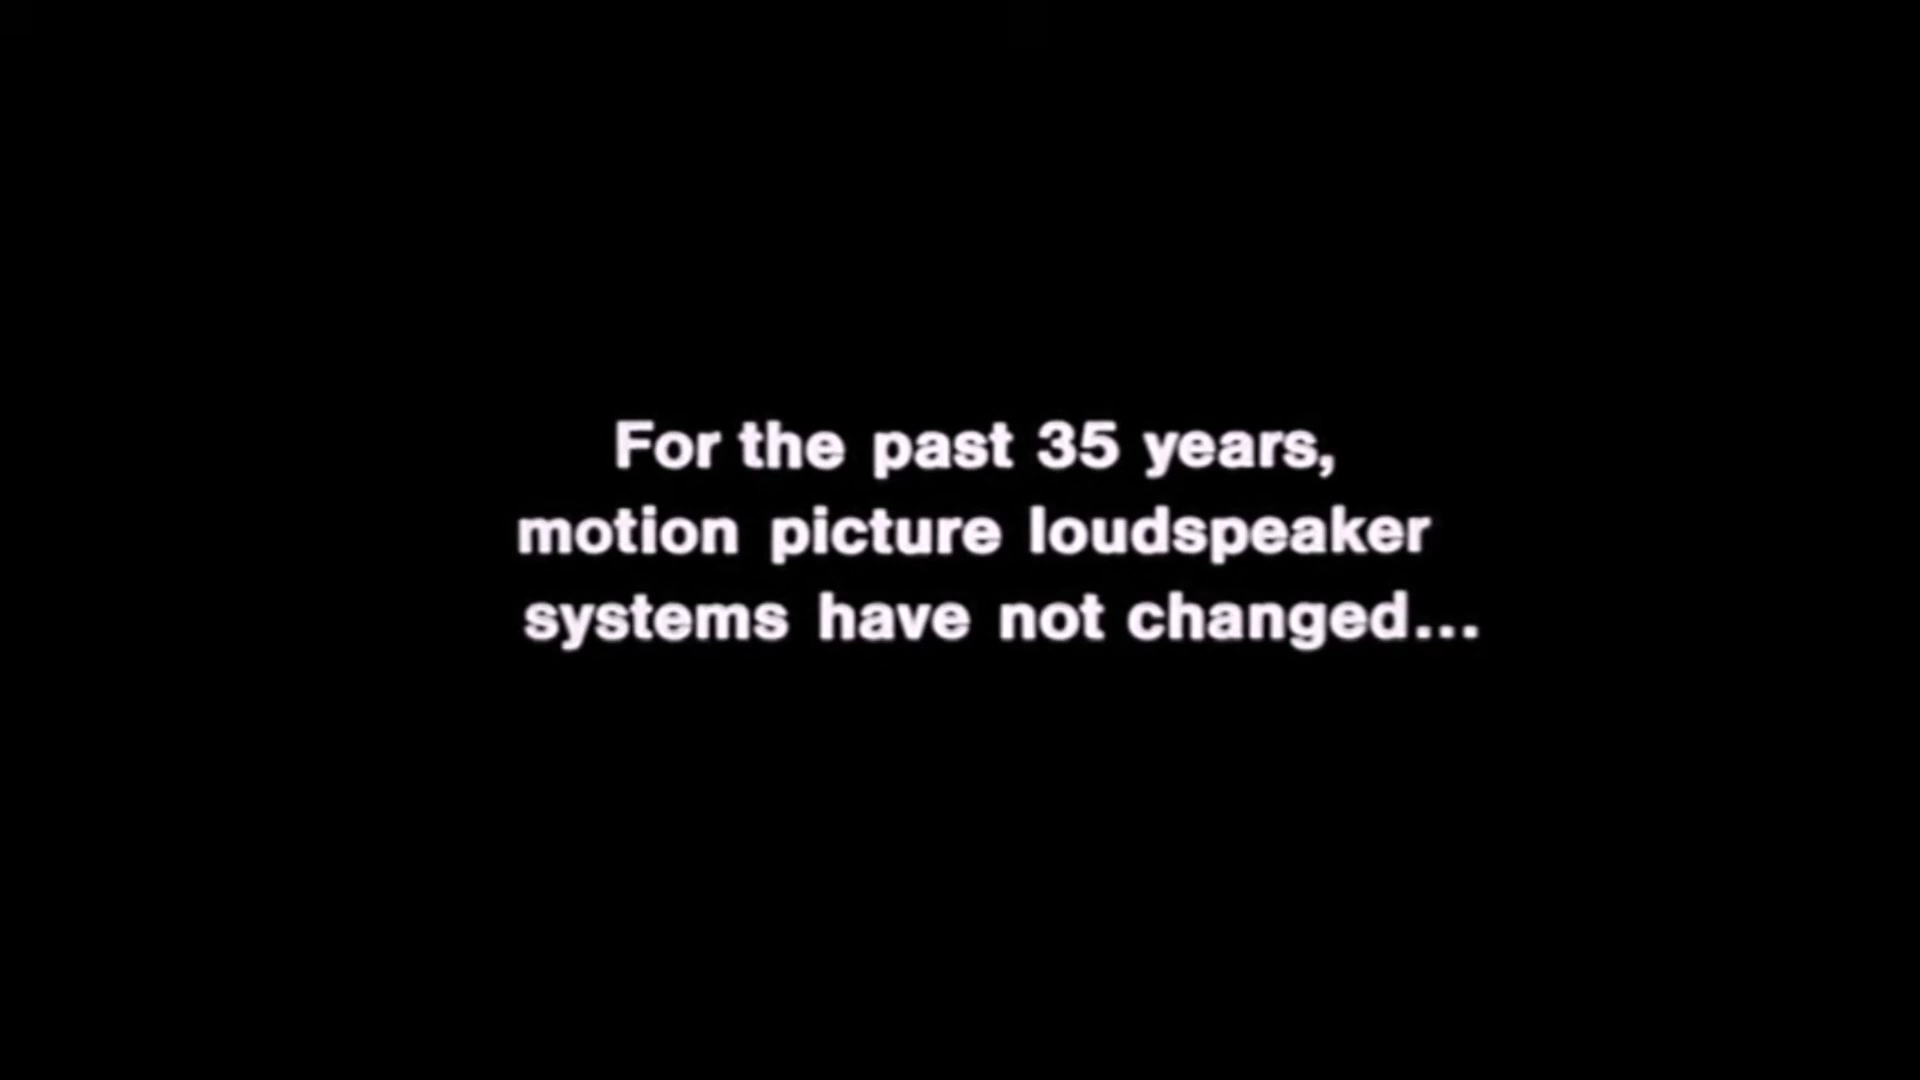 For the past 35 years,
motion picture loudspeaker
systems have not changed...